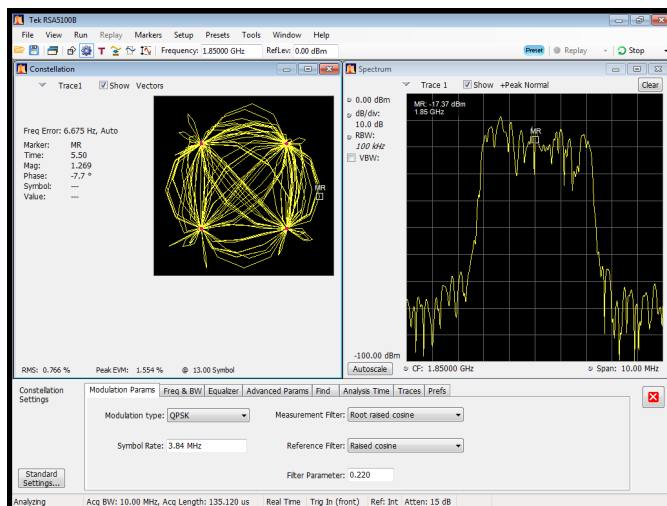 Tek RSA5100B
File View Run Replay Markers Setup Presets Tools Window Help
Frequency: 1.85000 GHz RefLev: 0.00 dBm Preset Replay Stop
Constellation
Trace1 Show Vectors
Freq Error: 6.675 Hz, Auto
Marker: MR
Time: 5.50
Mag: 1.269
Phase: -7.7 °
Symbol: ---
Value: ---
MR
RMS: 0.766 % Peak EVM: 1.554 % @ 13.00 Symbol
Spectrum
Trace 1 Show +Peak Normal Clear
0.00 dBm
dB/div:
10.0 dB
RBW:
100 kHz
VBW:
MR: -17.37 dBm
1.85 GHz
MR
-100.00 dBm
Autoscale CF: 1.85000 GHz Span: 10.00 MHz
Constellation
Settings
Modulation Params Freq & BW Equalizer Advanced Params Find Analysis Time Traces Prefs
Modulation type: QPSK Measurement Filter: Root raised cosine
Symbol Rate: 3.84 MHz Reference Filter: Raised cosine
Filter Parameter: 0.220
Standard
Settings...
Analyzing Acq BW: 10.00 MHz, Acq Length: 135.120 us Real Time Trig In (front) Ref: Int Atten: 15 dB